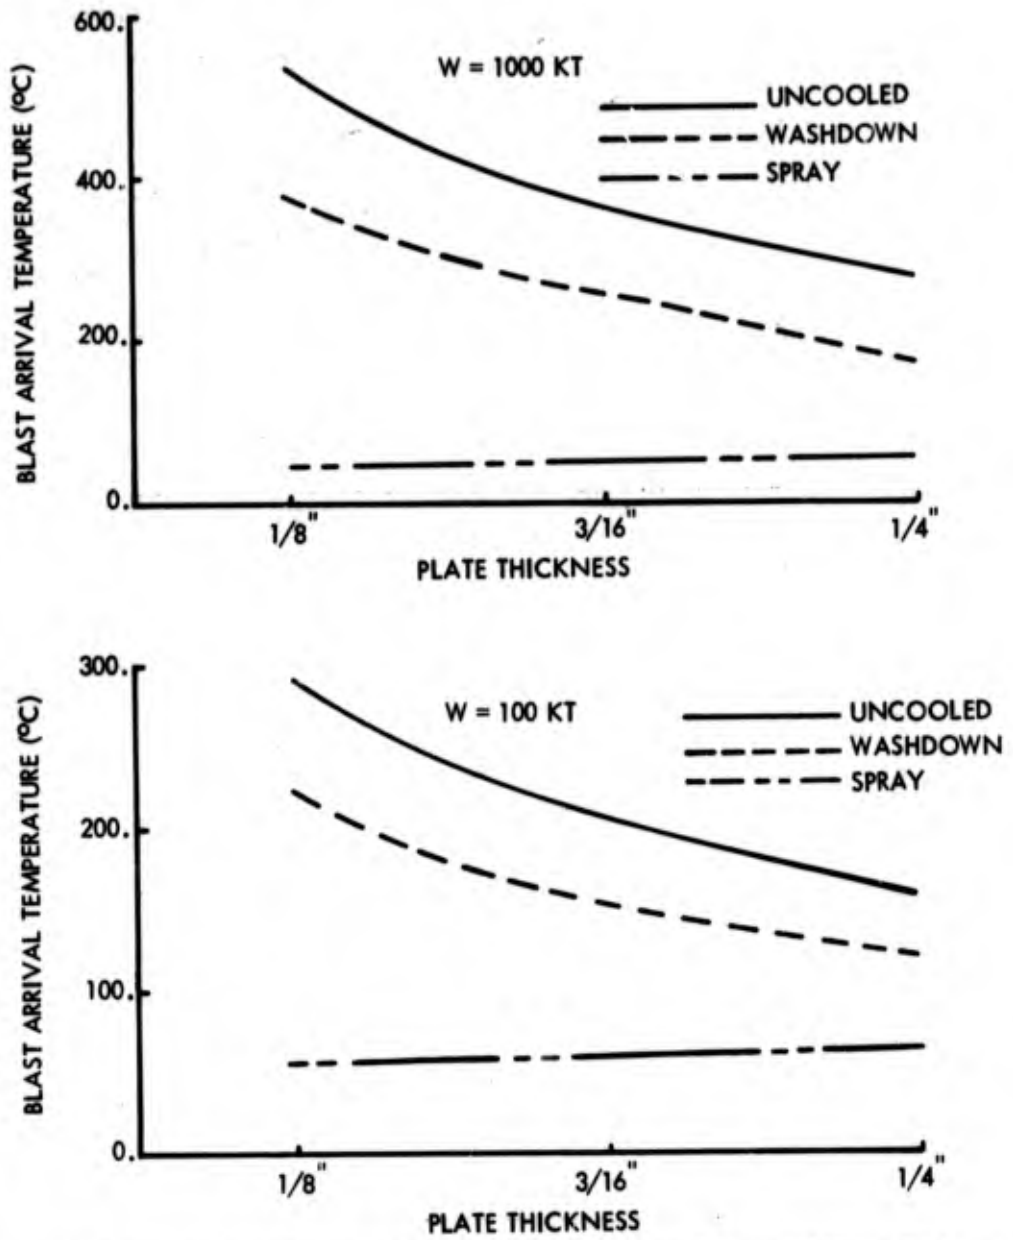 600.
W = 1000 KT
UNCOOLED
WASHDOWN
SPRAY
400.
200.
0.
BLAST ARRIVAL TEMPERATURE (ºC)
1/8" 3/16" 1/4"
PLATE THICKNESS
300.
W = 100 KT
UNCOOLED
WASHDOWN
SPRAY
200.
100.
0.
BLAST ARRIVAL TEMPERATURE (ºC)
1/8" 3/16" 1/4"
PLATE THICKNESS